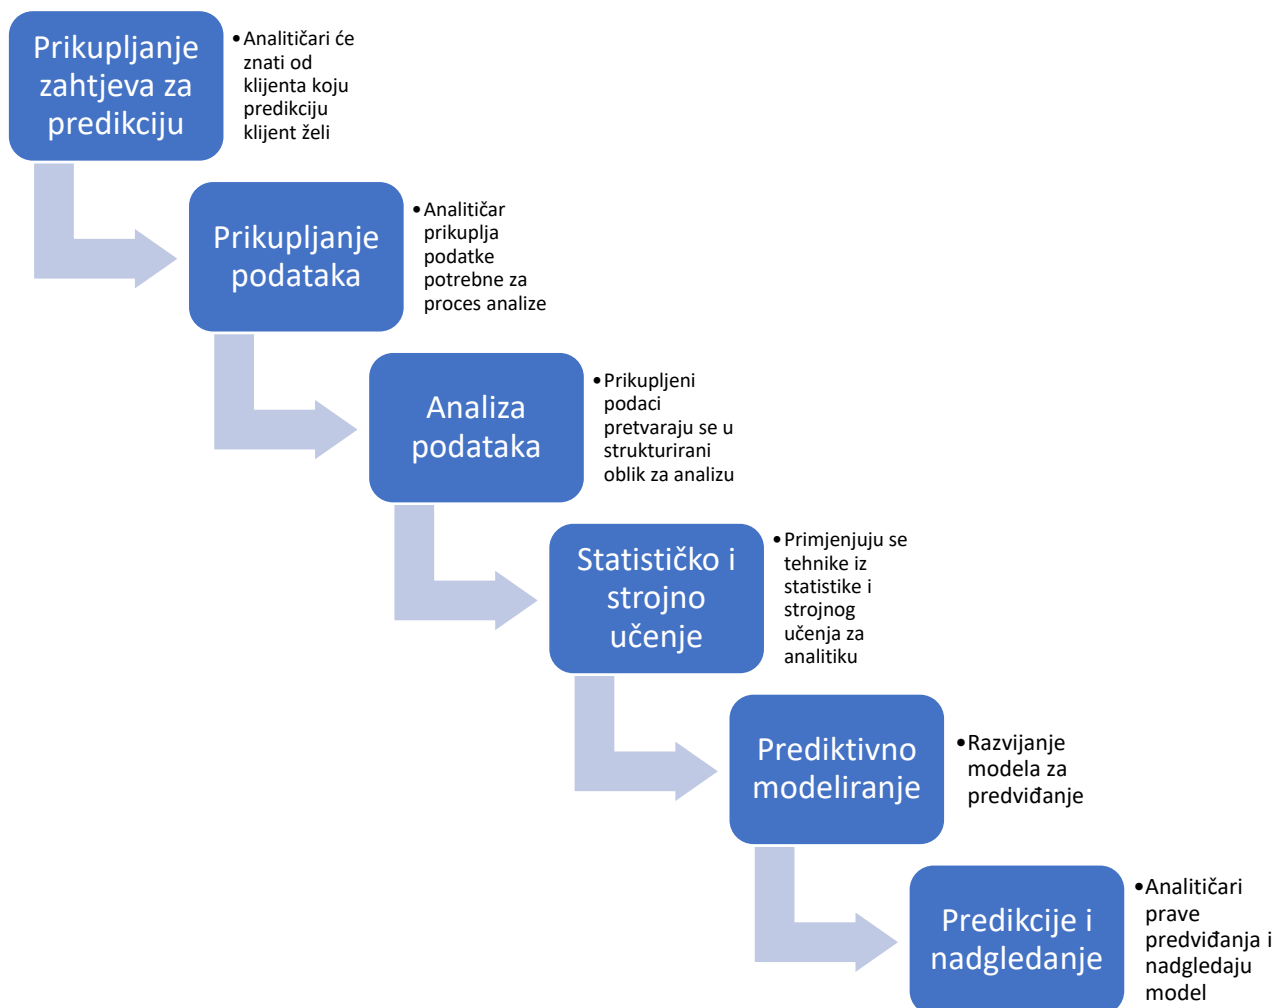 Prikupljanje
zahtjeva za
predikciju
•Analitičari će
znati od
klijenta koju
predikciju
klijent želi
Prikupljanje
podataka
•Analitičar
prikuplja
podatke
potrebne za
proces analize
Analiza
podataka
•Prikupljeni
podaci
pretvaraju se u
strukturirani
oblik za analizu
Statističko i
strojno
učenje
•Primjenjuju se
tehnike iz
statistike i
strojnog
učenja za
analitiku
Prediktivno
modeliranje
•Razvijanje
modela za
predviđanje
Predikcije i
nadgledanje
•Analitičari
prave
predviđanja i
nadgledaju
model